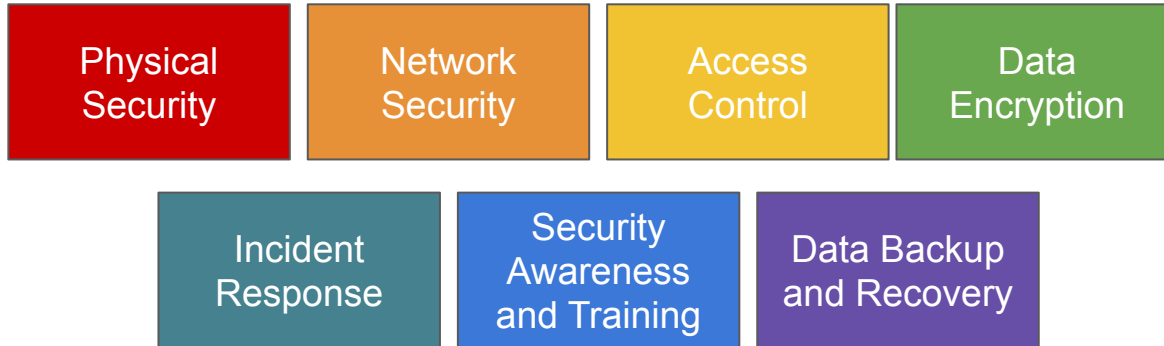 Physical
Security
Network
Security
Access
Control
Data
Encryption
Incident
Response
Security
Awareness
and Training
Data Backup
and Recovery